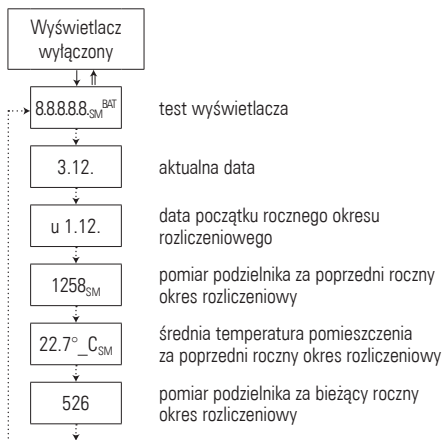 Wyświetlacz
wyłączony
8.8.8.8.8.SM BAT
test wyświetlacza
3.12.
aktualna data
u 1.12.
data początku rocznego okresu
rozliczeniowego
1258SM
pomiar podzielnika za poprzedni roczny
okres rozliczeniowy
22.7°_CSM
średnia temperatura pomieszczenia
za poprzedni roczny okres rozliczeniowy
526
pomiar podzielnika za bieżący roczny
okres rozliczeniowy